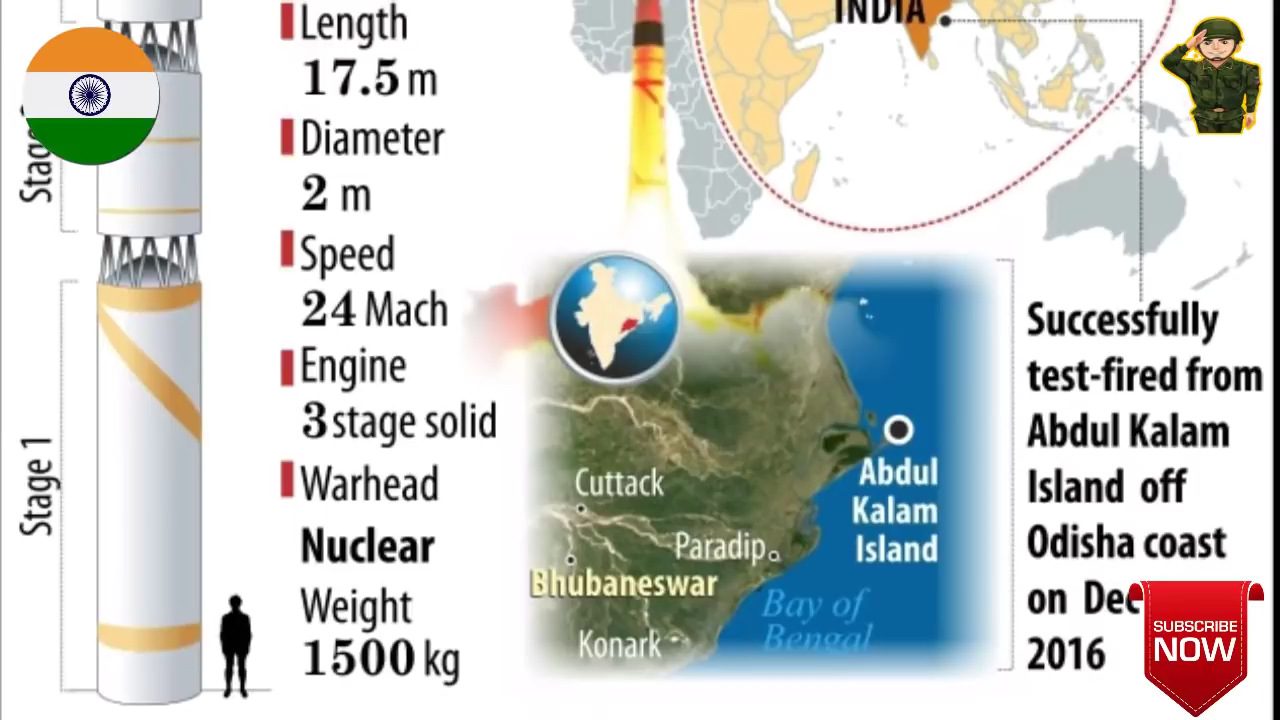 Length
17.5 m
Diameter
2 m
Speed
24 Mach
Engine
3 stage solid
Warhead
Nuclear
Weight
1500 kg
Stage 1
INDIA
Cuttack
Paradip
Bhubaneswar
Konark
Abdul
Kalam
Island
Bay of
Bengal
Successfully
test-fired from
Abdul Kalam
Island off
Odisha coast
on Dec
2016
SUBSCRIBE
NOW